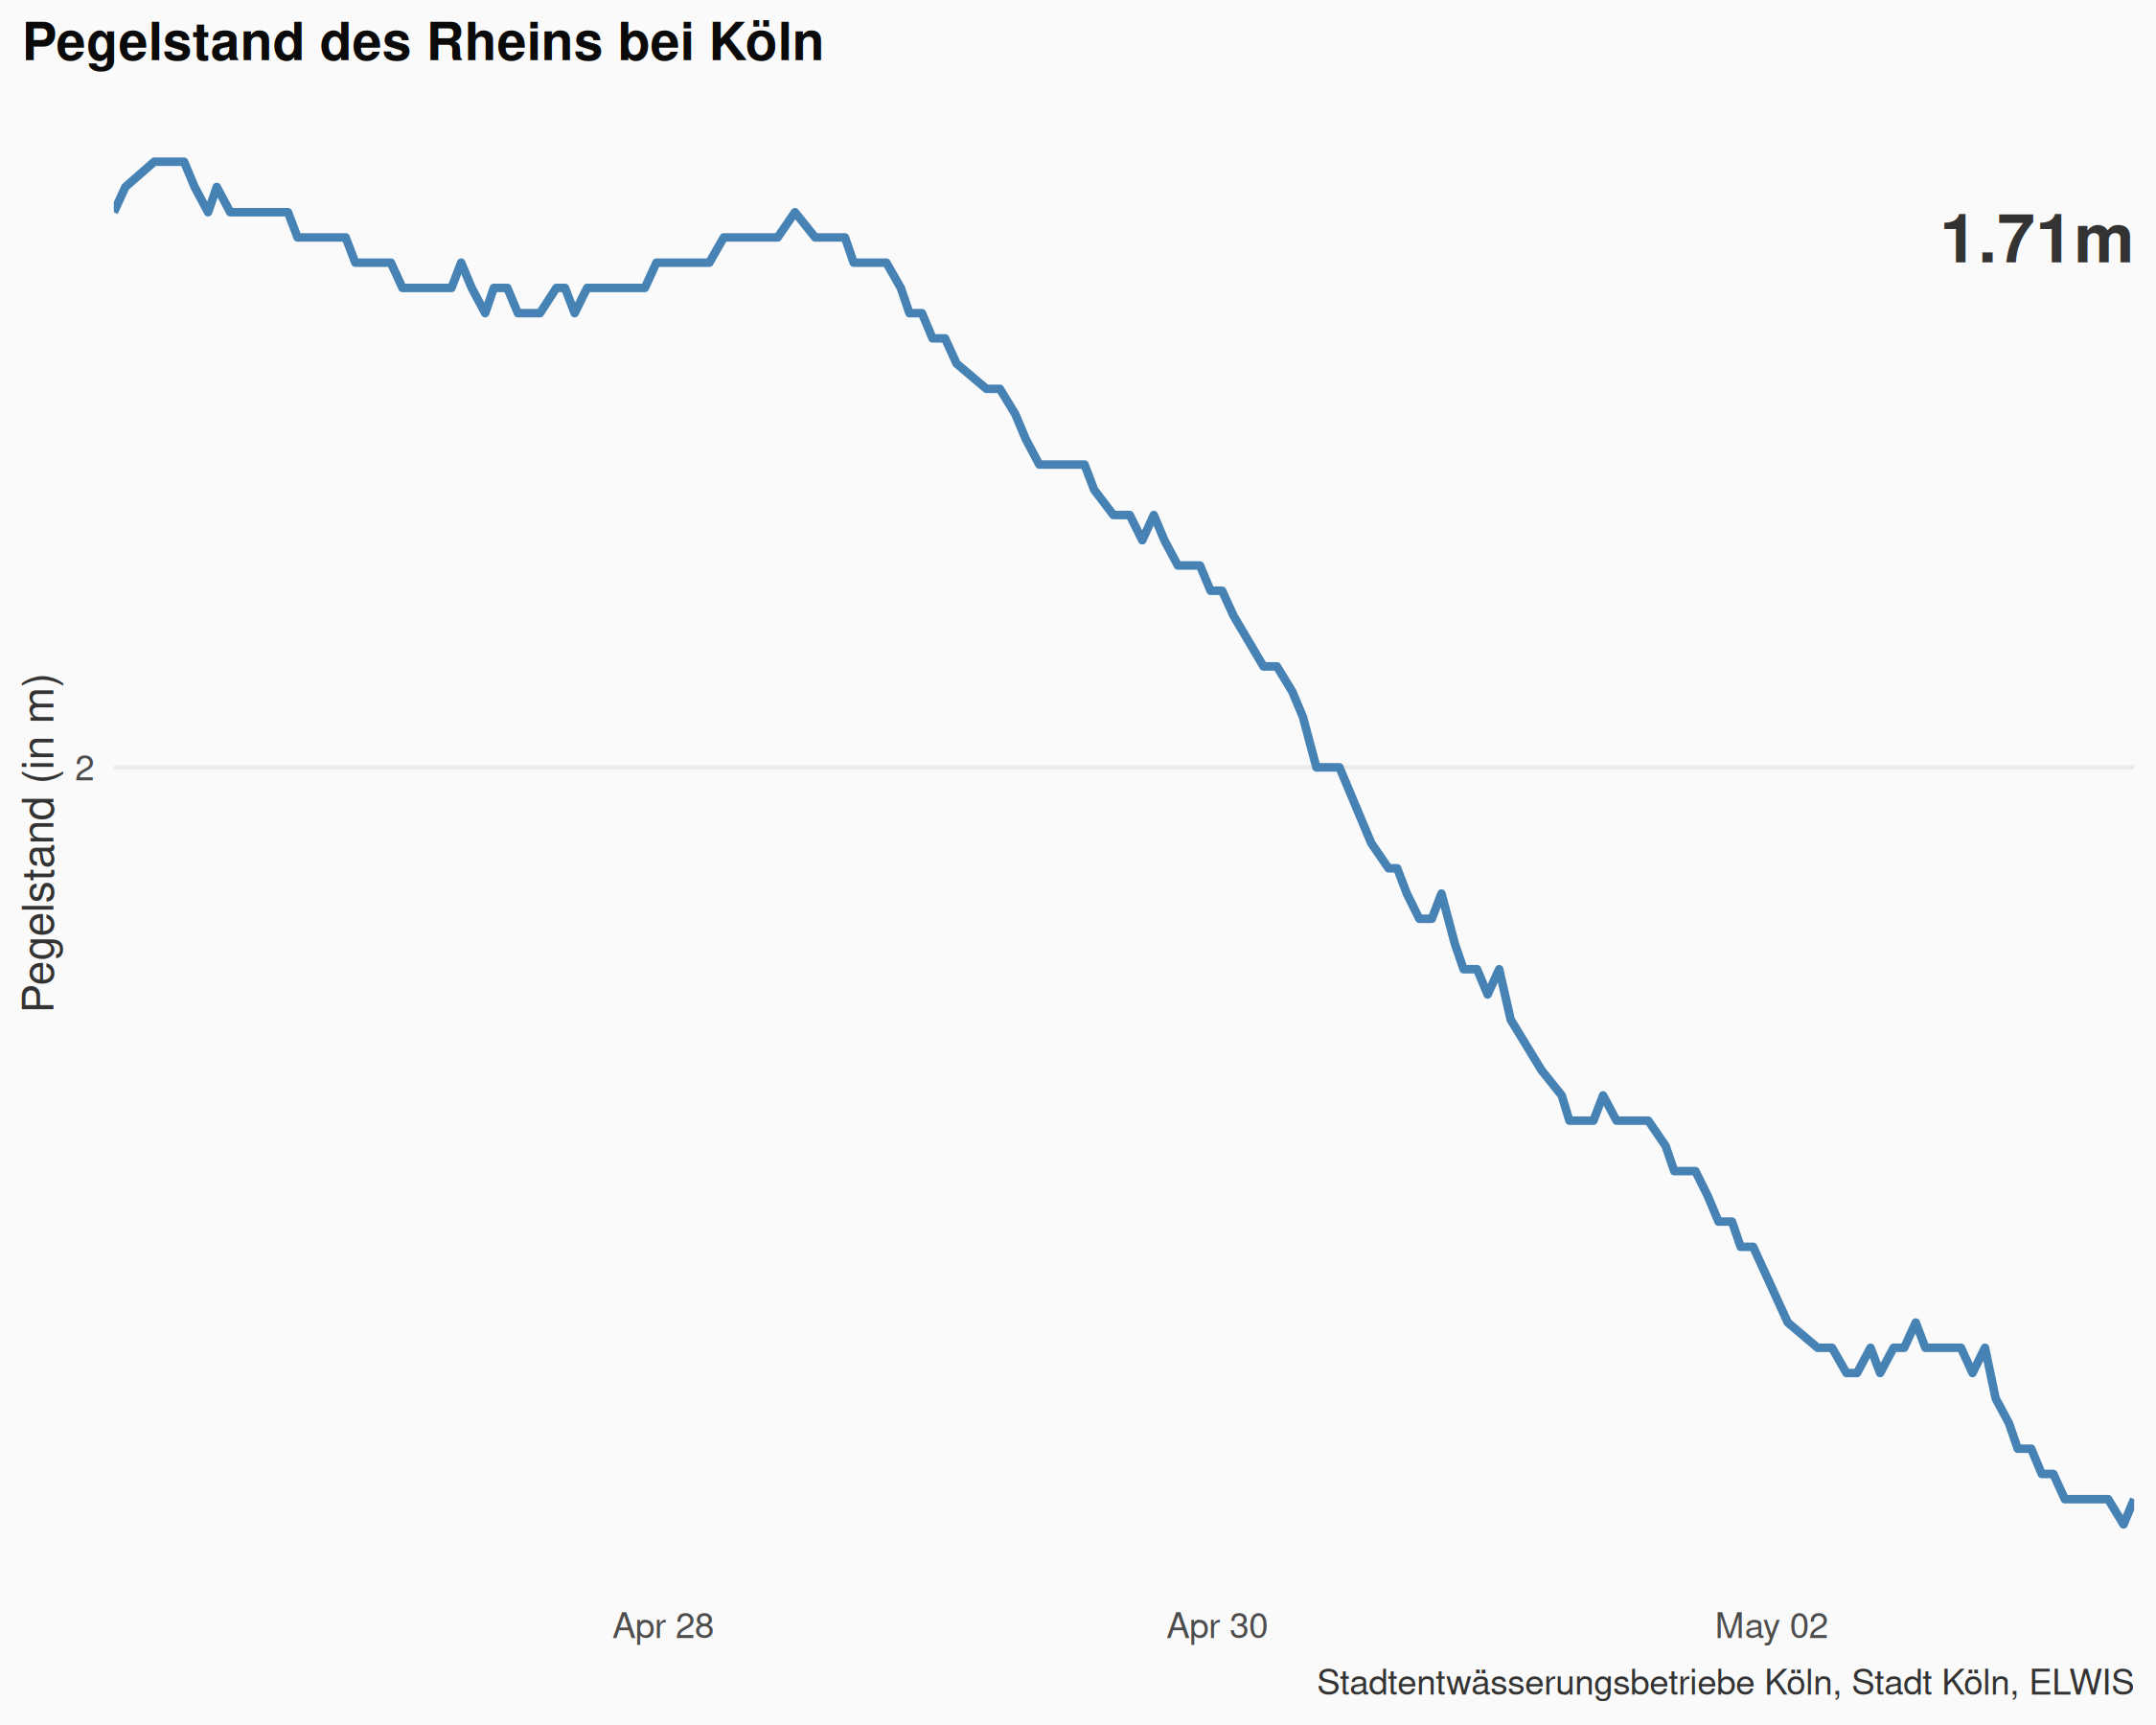 Pegelstand des Rheins bei Köln
1.71m
Pegelstand (in m)
2
Apr 28
Apr 30
May 02
Stadtentwässerungsbetriebe Köln, Stadt Köln, ELWIS